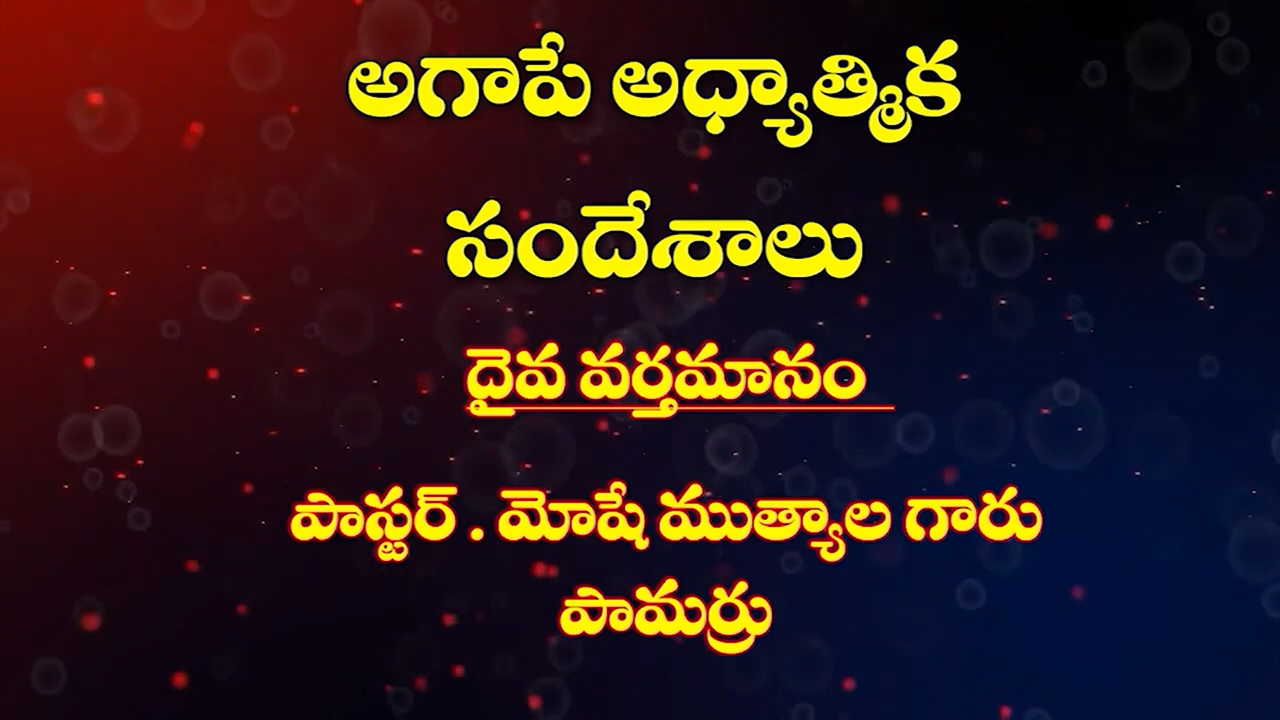 అగాపే అధ్యాత్మిక
సందేశాలు
దైవ వర్తమానం
పాస్టర్ . మోషే ముత్యాల గారు
పామర్రు